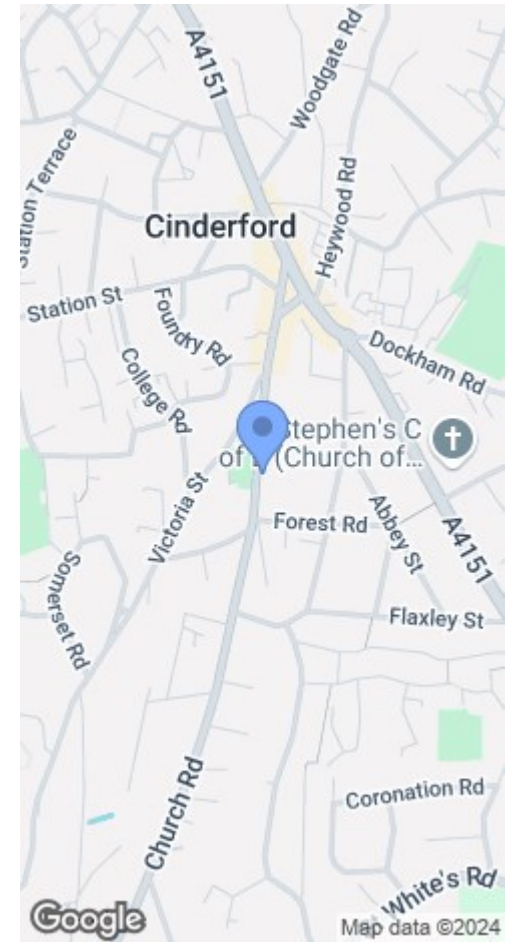 A4151
Woodgate Rd
Station Terrace
Heywood Rd
Cinderford
Station St
Foundry Rd
Dockham Rd
College Rd
Stephen's C
of E (Church of...
Victoria St
Forest Rd
Abbey St
A4151
Somerset Rd
Flaxley St
Church Rd
Coronation Rd
White's Rd
Google
Map data ©2024